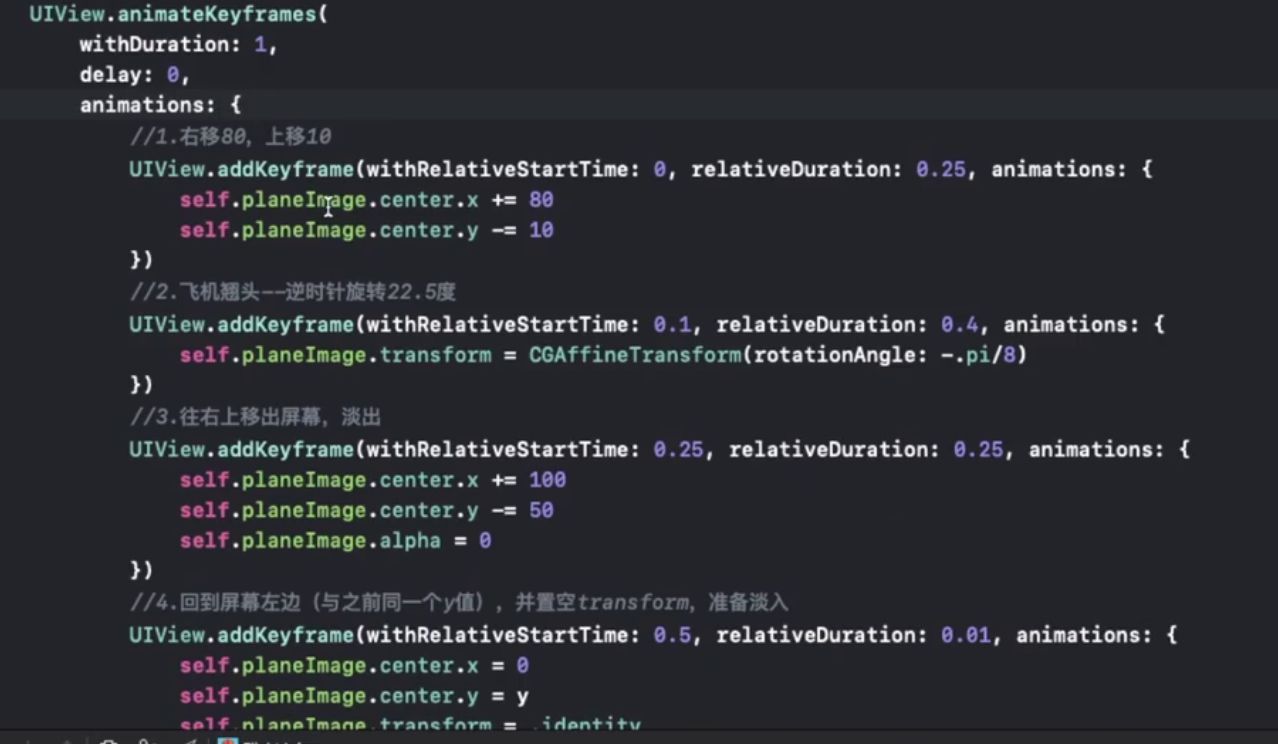 UIView.animateKeyframes(
withDuration: 1,
delay: 0,
animations: {
//1.右移80，上移10
UIView.addKeyframe(withRelativeStartTime: 0, relativeDuration: 0.25, animations: {
self.planeImage.center.x += 80
self.planeImage.center.y -= 10
})
//2.飞机翘头--逆时针旋转22.5度
UIView.addKeyframe(withRelativeStartTime: 0.1, relativeDuration: 0.4, animations: {
self.planeImage.transform = CGAffineTransform(rotationAngle: -.pi/8)
})
//3.往右上移出屏幕，淡出
UIView.addKeyframe(withRelativeStartTime: 0.25, relativeDuration: 0.25, animations: {
self.planeImage.center.x += 100
self.planeImage.center.y -= 50
self.planeImage.alpha = 0
})
//4.回到屏幕左边（与之前同一个y值），并置空transform，准备淡入
UIView.addKeyframe(withRelativeStartTime: 0.5, relativeDuration: 0.01, animations: {
self.planeImage.center.x = 0
self.planeImage.center.y = y
self.planeImage.transform = .identity